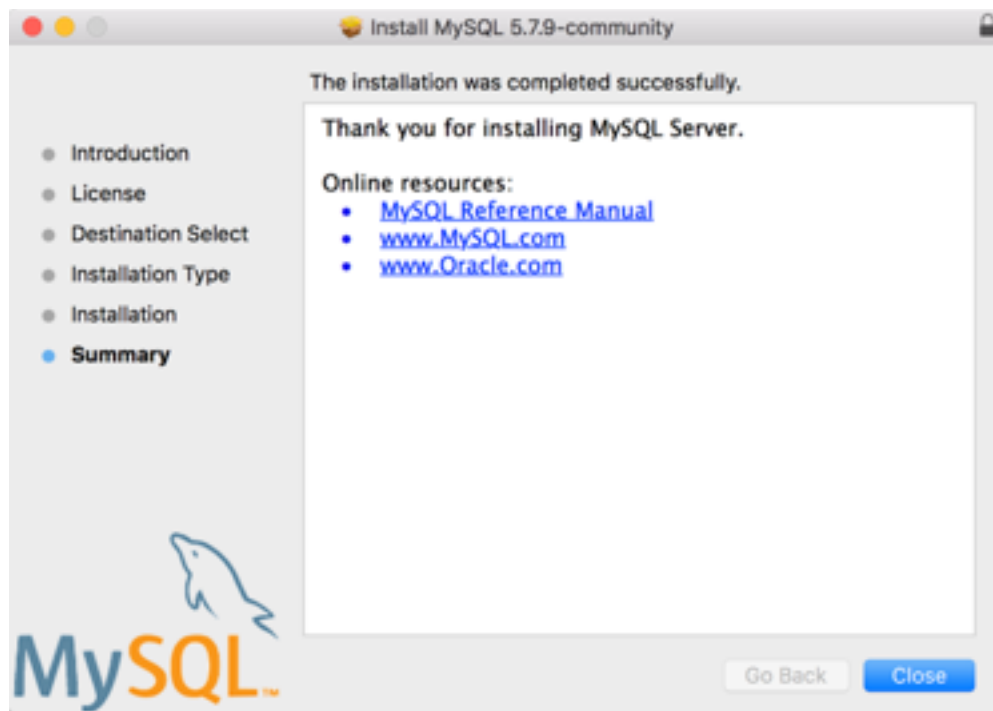 Install MySQL 5.7.9-community
The installation was completed successfully.
Introduction
License
Destination Select
Installation Type
Installation
Summary
Thank you for installing MySQL Server.
Online resources:
• MySQL Reference Manual
• www.MySQL.com
• www.Oracle.com
MySQL™
Go Back
Close